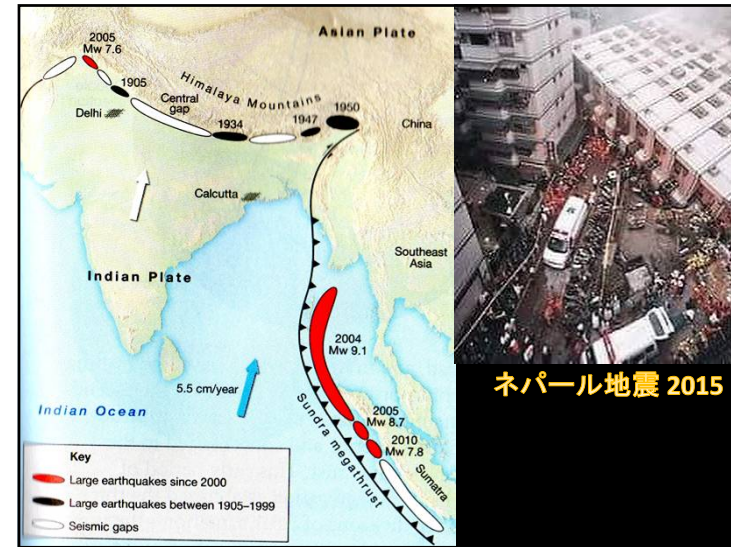 Asian Plate
2005
Mw 7.6
1905
Himalaya Mountains
Delhi
Central
gap
1934
1947
1950
China
Calcutta
Indian Plate
Southeast
Asia
2004
Mw 9.1
5.5 cm/year
Indian Ocean
Sundra megathrust
2005
Mw 8.7
2010
Mw 7.8
Sumatra
Key
Large earthquakes since 2000
Large earthquakes between 1905–1999
Seismic gaps
ネパール地震 2015